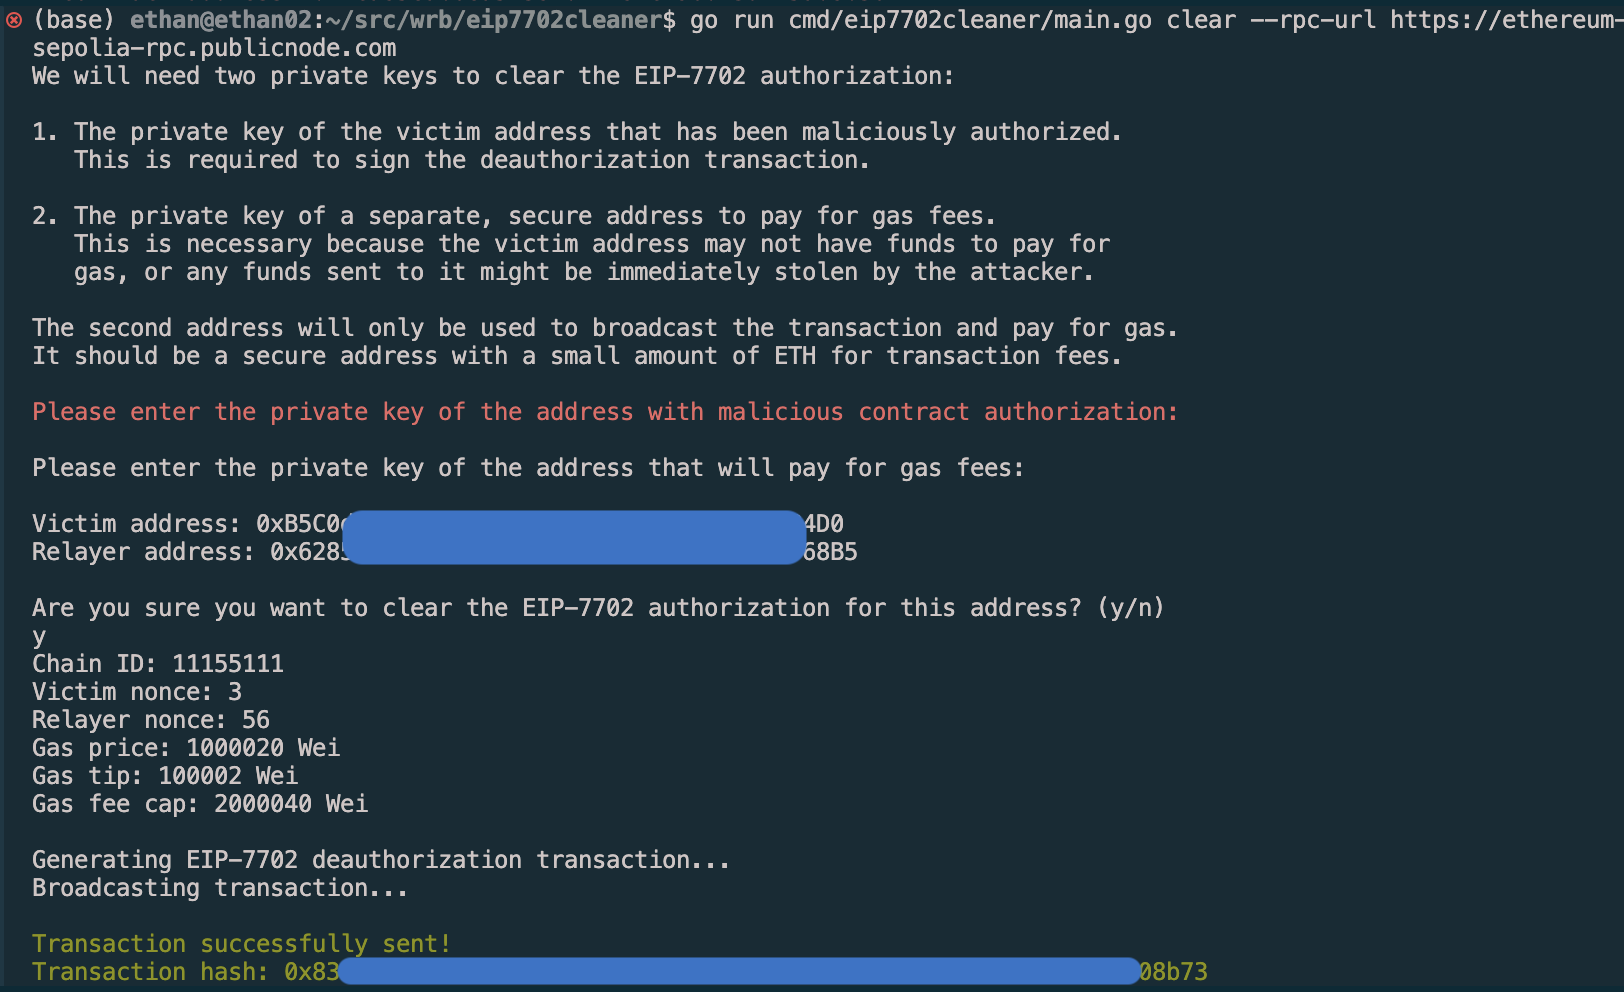 (base) ethan@ethan02:~/src/wrb/eip7702cleaner$ go run cmd/eip7702cleaner/main.go clear --rpc-url https://ethereum-
sepolia-rpc.publicnode.com
We will need two private keys to clear the EIP-7702 authorization:
1. The private key of the victim address that has been maliciously authorized.
This is required to sign the deauthorization transaction.
2. The private key of a separate, secure address to pay for gas fees.
This is necessary because the victim address may not have funds to pay for
gas, or any funds sent to it might be immediately stolen by the attacker.
The second address will only be used to broadcast the transaction and pay for gas.
It should be a secure address with a small amount of ETH for transaction fees.
Please enter the private key of the address with malicious contract authorization:
Please enter the private key of the address that will pay for gas fees:
Victim address: 0xB5C0 4D0
Relayer address: 0x628 68B5
Are you sure you want to clear the EIP-7702 authorization for this address? (y/n)
y
Chain ID: 11155111
Victim nonce: 3
Relayer nonce: 56
Gas price: 1000020 Wei
Gas tip: 100002 Wei
Gas fee cap: 2000040 Wei
Generating EIP-7702 deauthorization transaction...
Broadcasting transaction...
Transaction successfully sent!
Transaction hash: 0x83 08b73